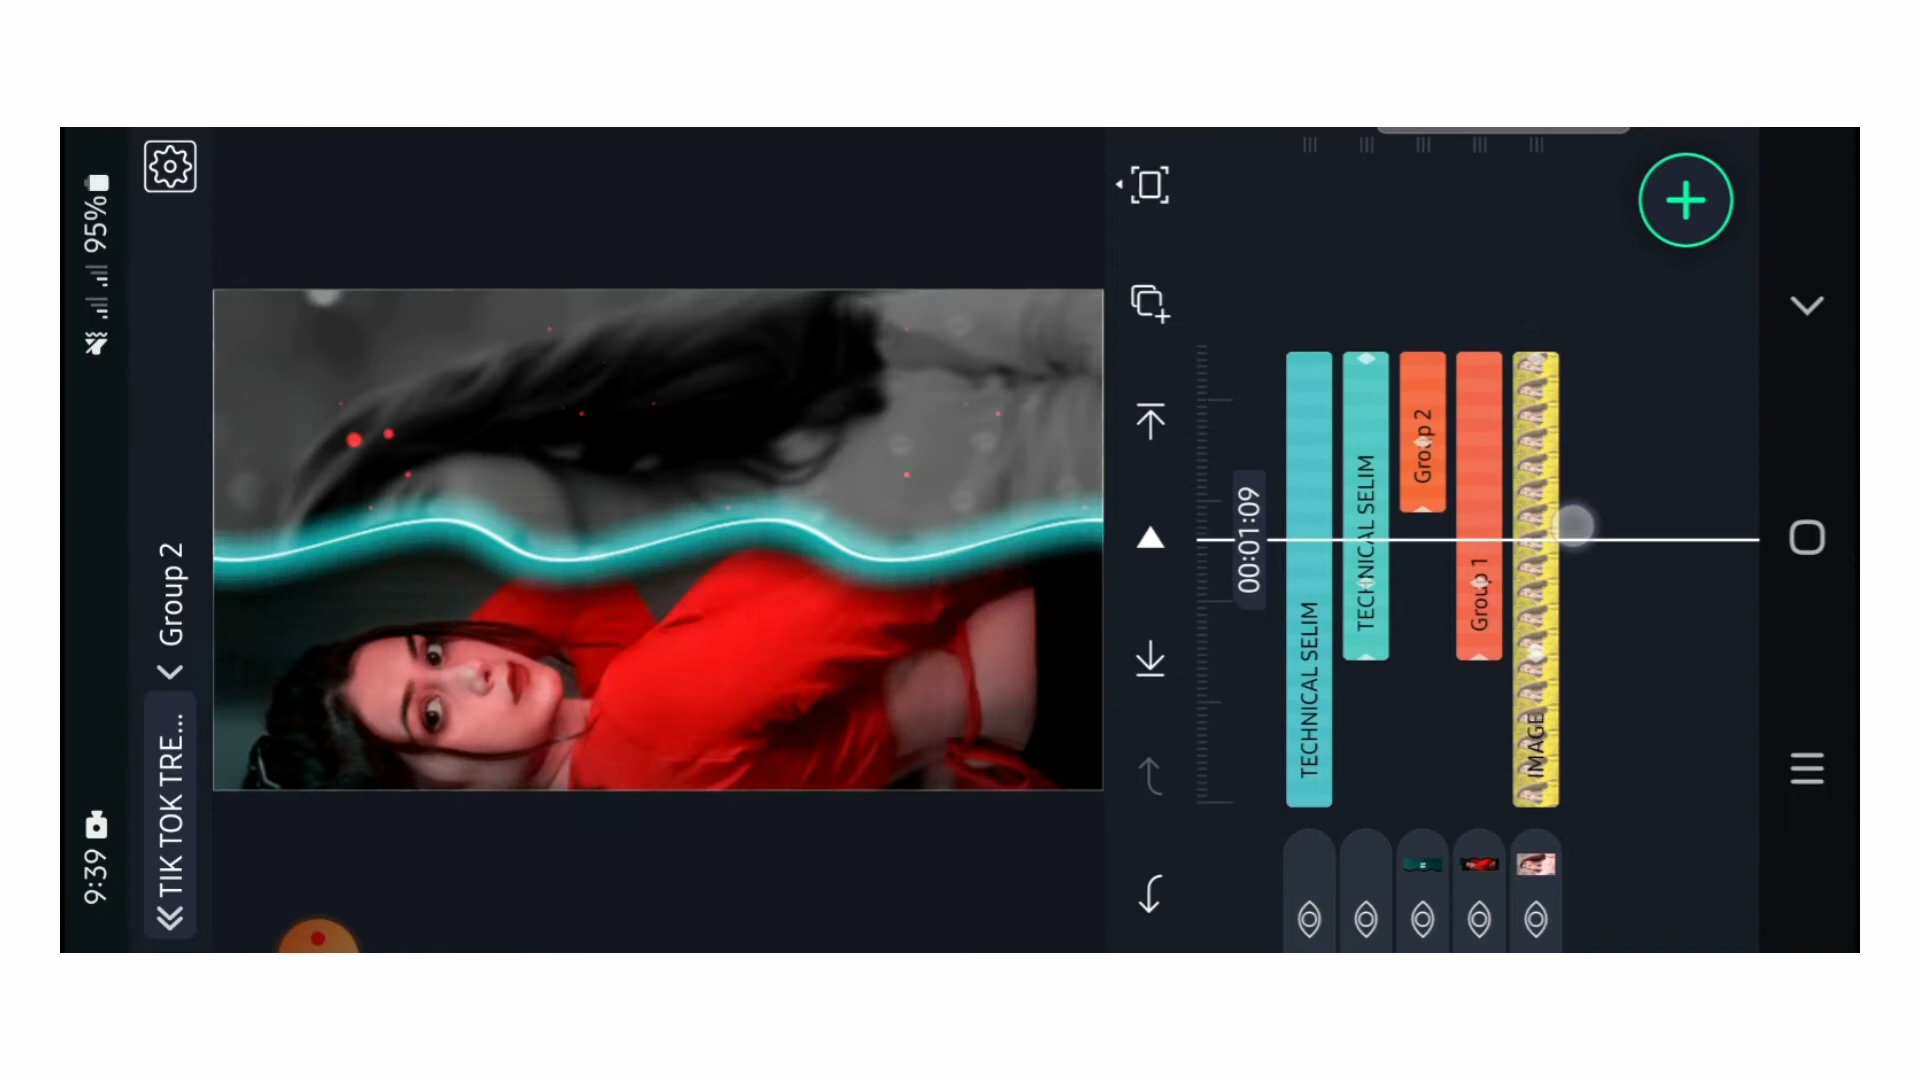 9:39
95%
TIK TOK TRE...
Group 2
00:01:09
TECHNICAL SELIM
TECHNICAL SELIM
Group 2
Group 1
IMAGE